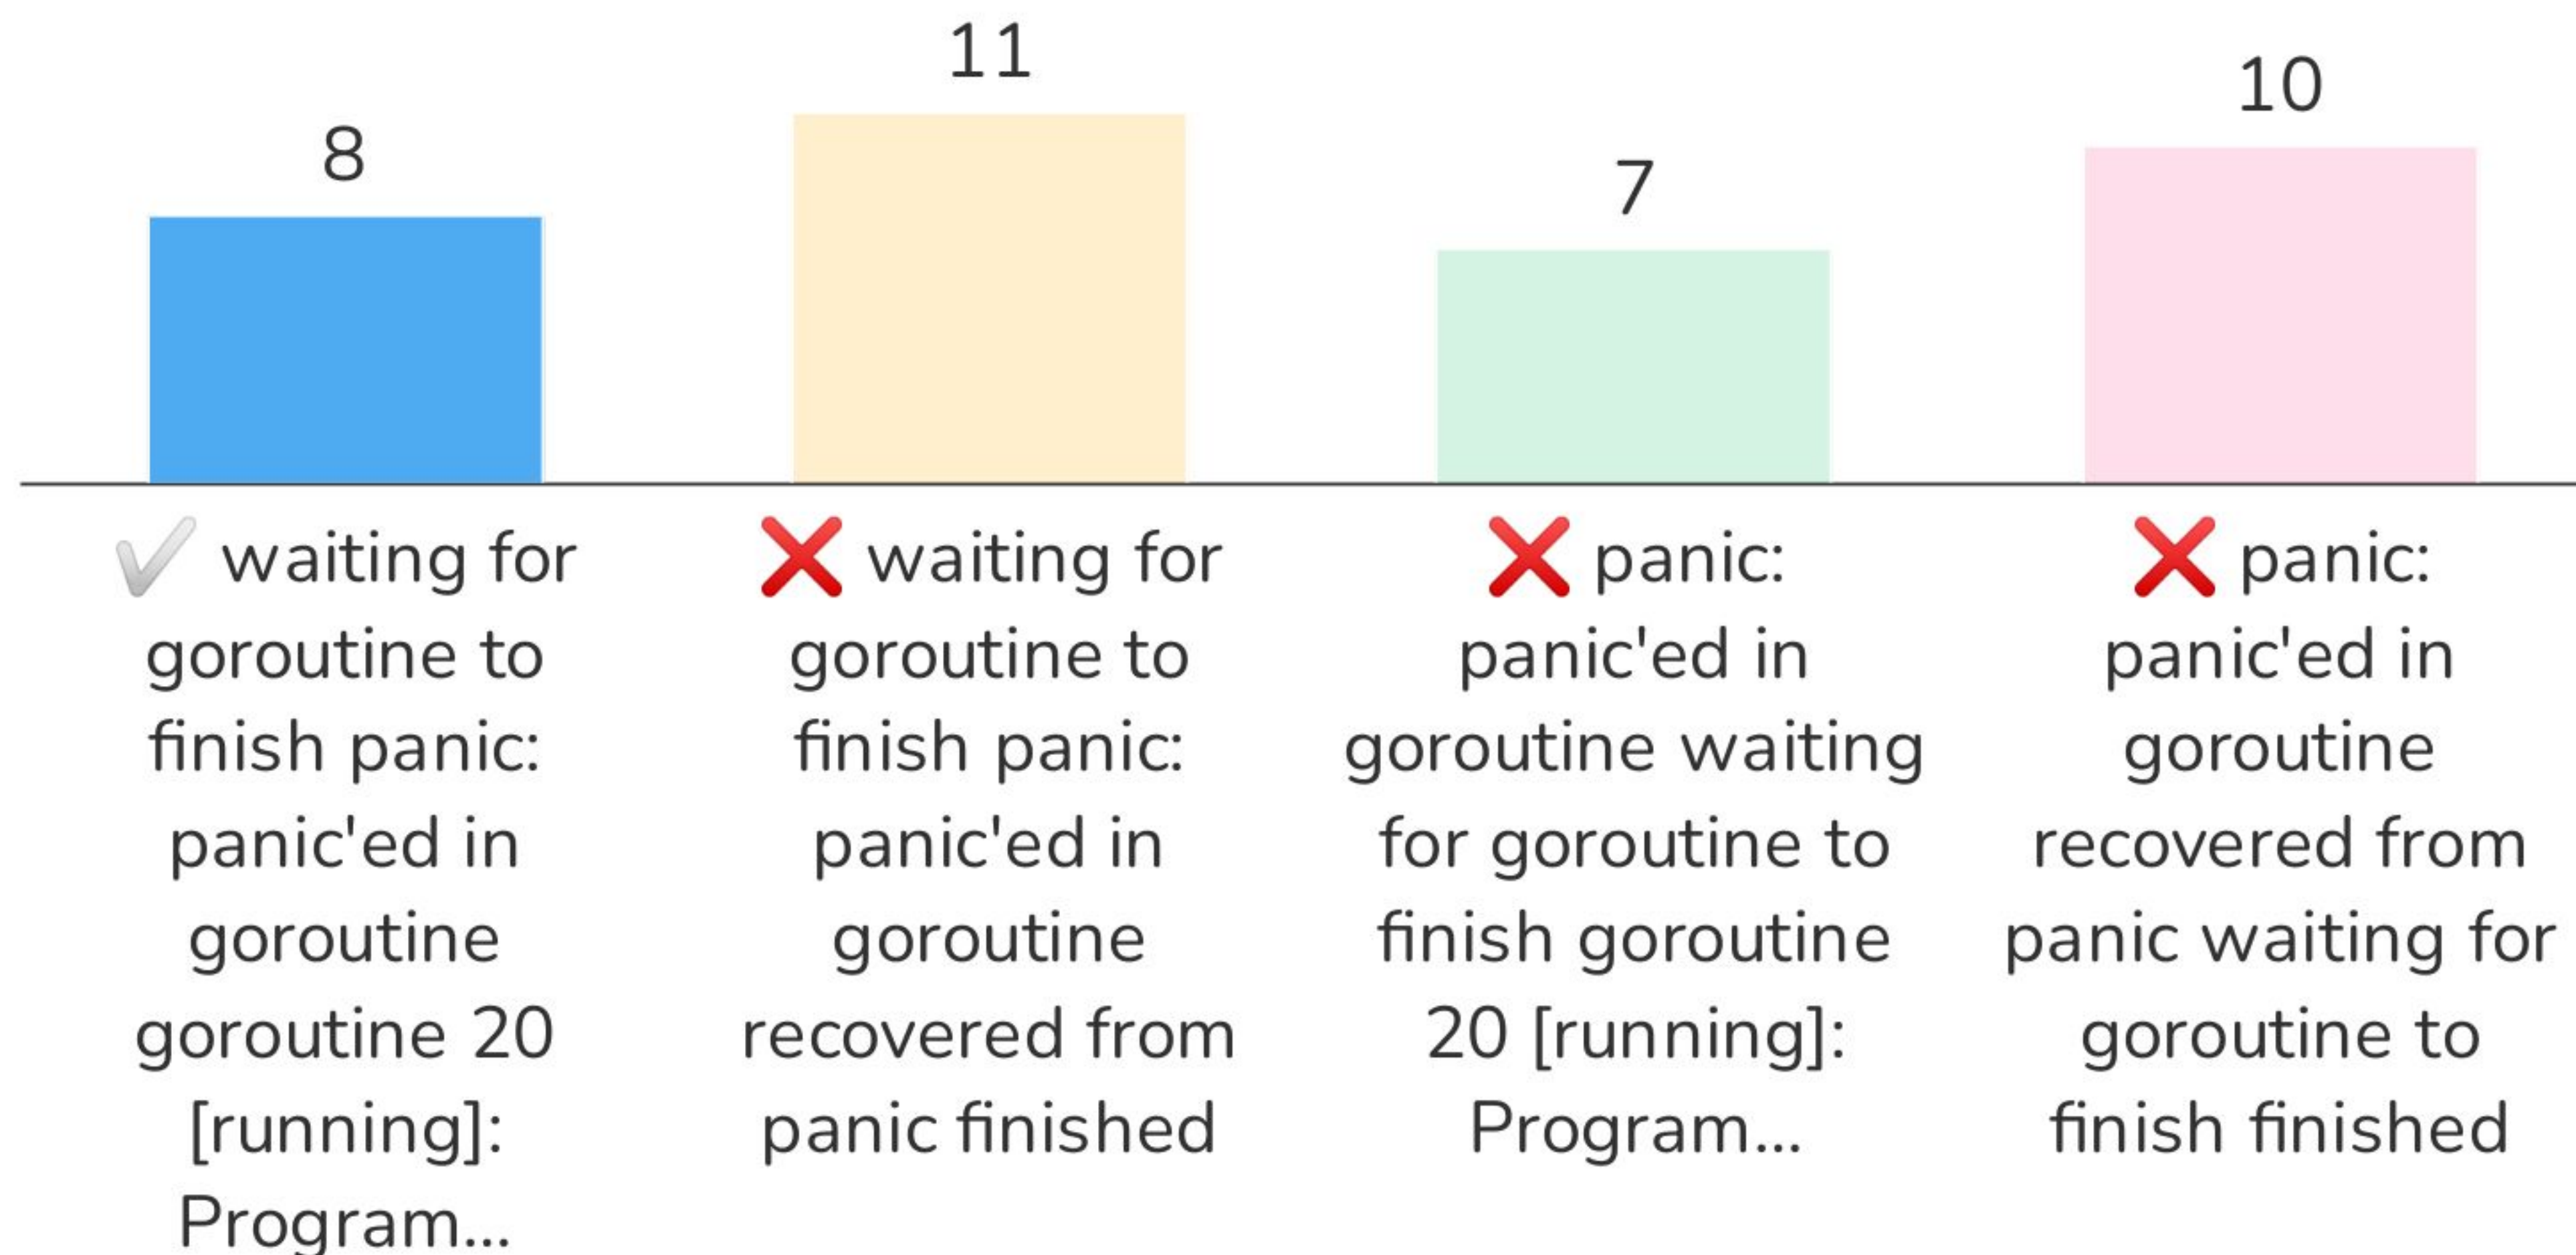 8
11
7
10
✔️ waiting for
goroutine to
finish panic:
panic'ed in
goroutine
goroutine 20
[running]:
Program...
❌ waiting for
goroutine to
finish panic:
panic'ed in
goroutine
recovered from
panic finished
❌ panic:
panic'ed in
goroutine waiting
for goroutine to
finish goroutine
20 [running]:
Program...
❌ panic:
panic'ed in
goroutine
recovered from
panic waiting for
goroutine to
finish finished